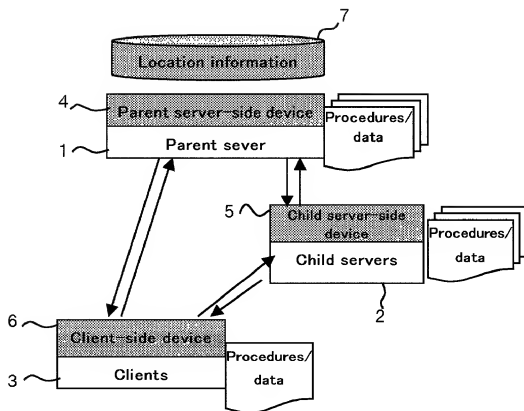 7
Location information
4
Parent server-side device
Procedures/
data
1
Parent sever
5
Child server-side
device
Procedures/
data
Child servers
2
6
Client-side device
Procedures/
data
3
Clients